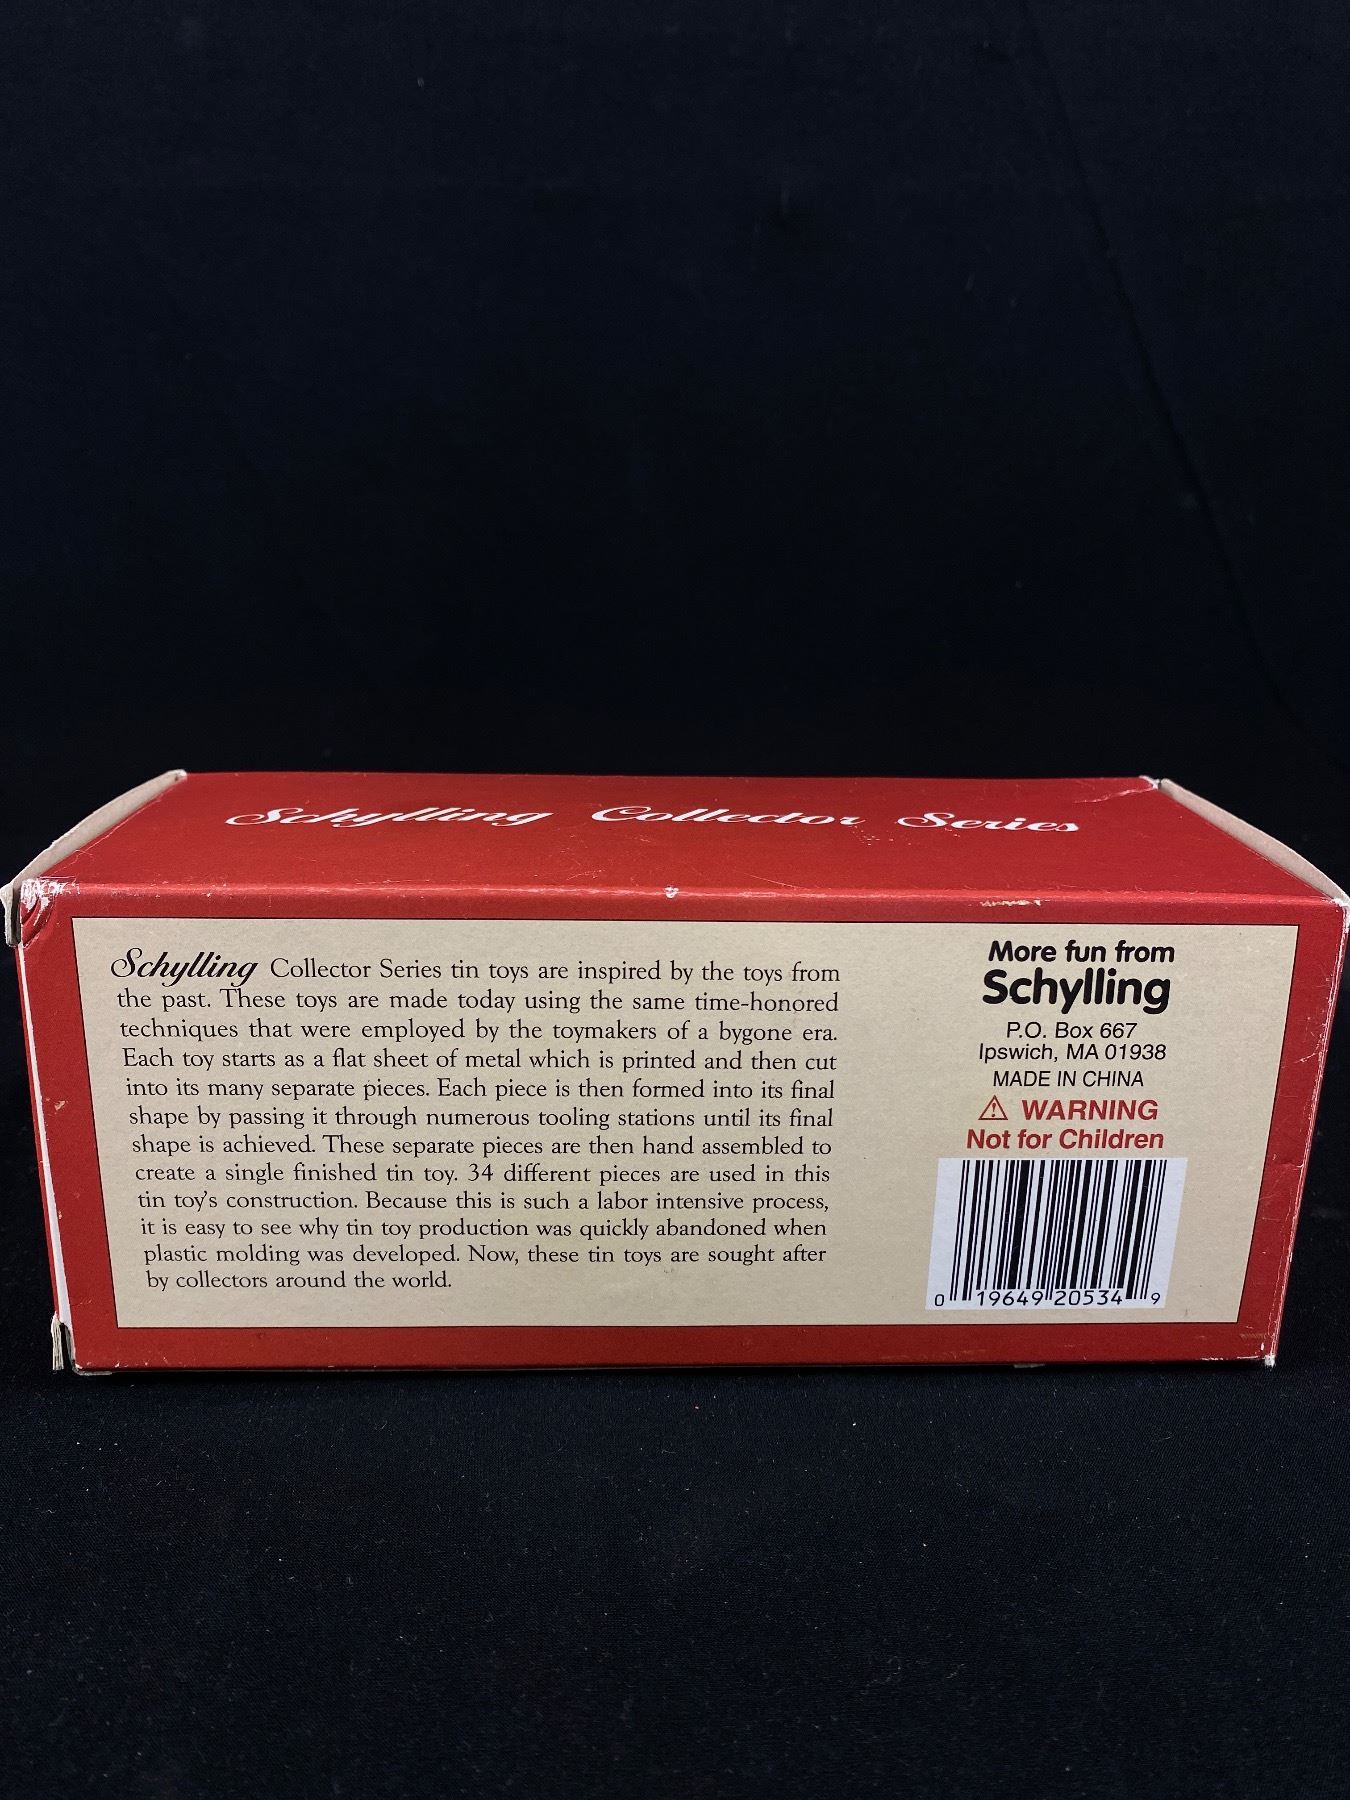 Schylling Collector Series
Schylling Collector Series tin toys are inspired by the toys from
the past. These toys are made today using the same time-honored
techniques that were employed by the toymakers of a bygone era.
Each toy starts as a flat sheet of metal which is printed and then cut
into its many separate pieces. Each piece is then formed into its final
shape by passing it through numerous tooling stations until its final
shape is achieved. These separate pieces are then hand assembled to
create a single finished tin toy. 34 different pieces are used in this
tin toy's construction. Because this is such a labor intensive process,
it is easy to see why tin toy production was quickly abandoned when
plastic molding was developed. Now, these tin toys are sought after
by collectors around the world.
More fun from
Schylling
P.O. Box 667
Ipswich, MA 01938
MADE IN CHINA
⚠ WARNING
Not for Children
0 19649 20534 9